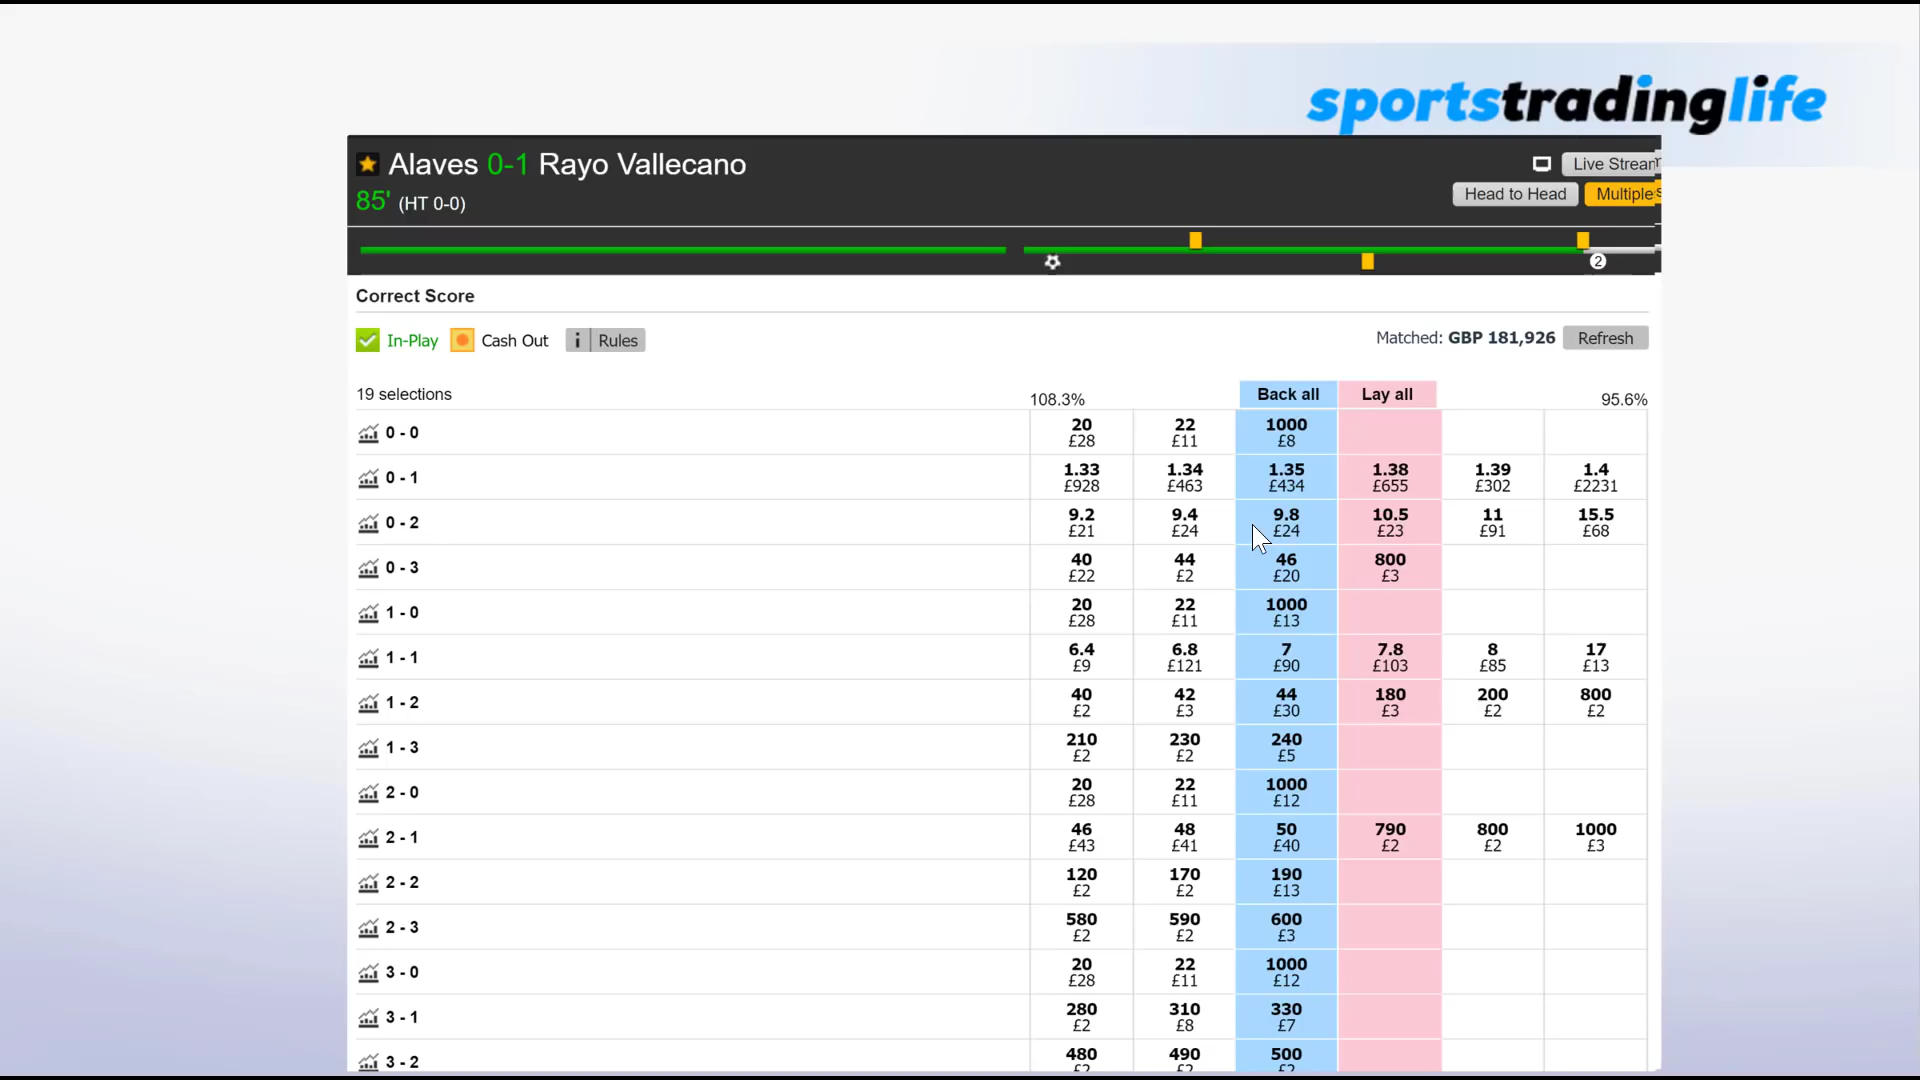 sportstradinglife
Alaves 0-1 Rayo Vallecano
Live Stream
85' (HT 0-0)
Head to Head
Multiples
2
Correct Score
In-Play
Cash Out
i Rules
Matched: GBP 181,926
Refresh
19 selections
108.3%
Back all
Lay all
95.6%
0 - 0
20 22 1000
£28 £11 £8
0 - 1
1.33 1.34 1.35 1.38 1.39 1.4
£928 £463 £434 £655 £302 £2231
0 - 2
9.2 9.4 9.8 10.5 11 15.5
£21 £24 £24 £23 £91 £68
0 - 3
40 44 46 800
£22 £2 £20 £3
1 - 0
20 22 1000
£28 £11 £13
1 - 1
6.4 6.8 7 7.8 8 17
£9 £121 £90 £103 £85 £13
1 - 2
40 42 44 180 200 800
£2 £3 £30 £3 £2 £2
1 - 3
210 230 240
£2 £2 £5
2 - 0
20 22 1000
£28 £11 £12
2 - 1
46 48 50 790 800 1000
£43 £41 £40 £2 £2 £3
2 - 2
120 170 190
£2 £2 £13
2 - 3
580 590 600
£2 £2 £3
3 - 0
20 22 1000
£28 £11 £12
3 - 1
280 310 330
£2 £8 £7
3 - 2
480 490 500